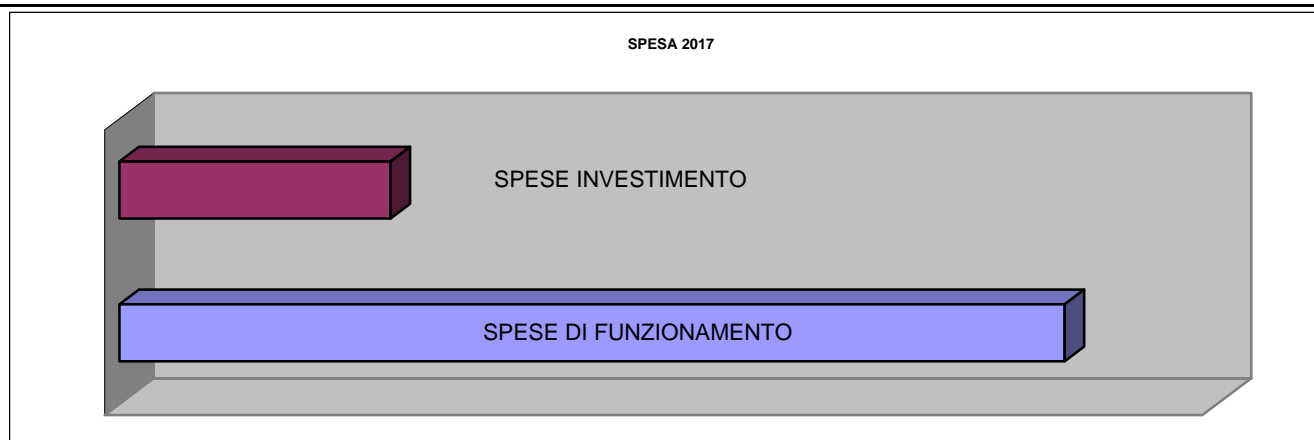 SPESA 2017
SPESE INVESTIMENTO
SPESE DI FUNZIONAMENTO